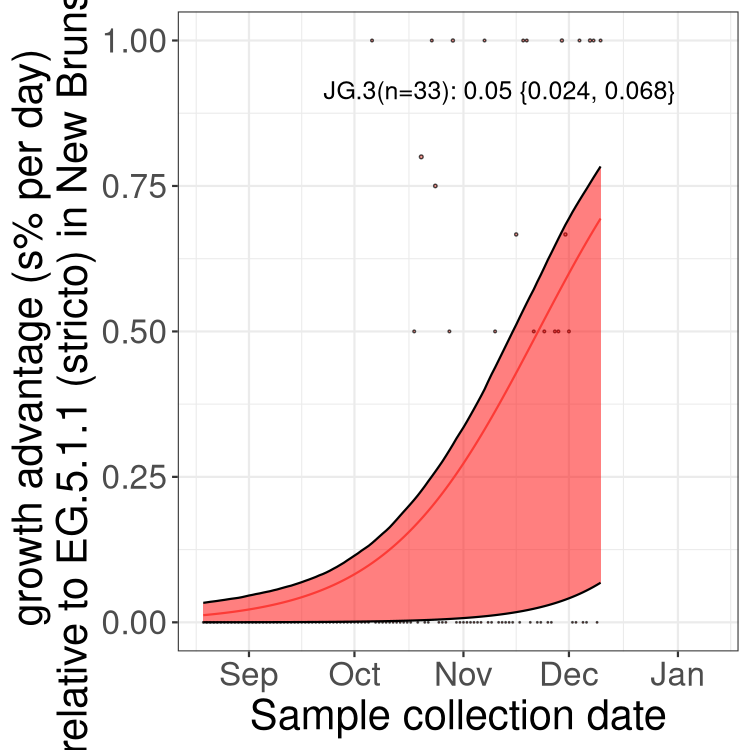 growth advantage (s% per day)
relative to EG.5.1.1 (stricto) in New Bruns
1.00
0.75
0.50
0.25
0.00
JG.3(n=33): 0.05 {0.024, 0.068}
Sep Oct Nov Dec Jan
Sample collection date